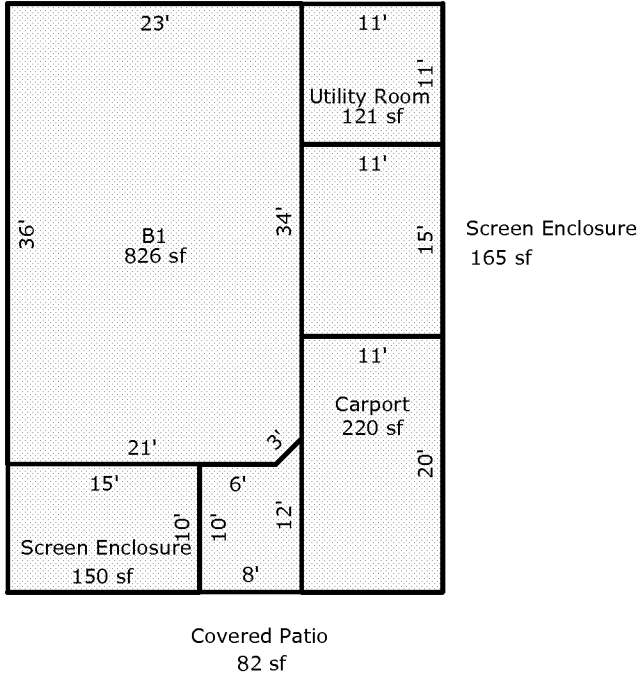 23'
11'
11'
Utility Room
121 sf
11'
36'
B1
826 sf
34'
15'
Screen Enclosure
165 sf
11'
Carport
220 sf
20'
21'
3'
15'
6'
10'
10'
12'
Screen Enclosure
150 sf
8'
Covered Patio
82 sf